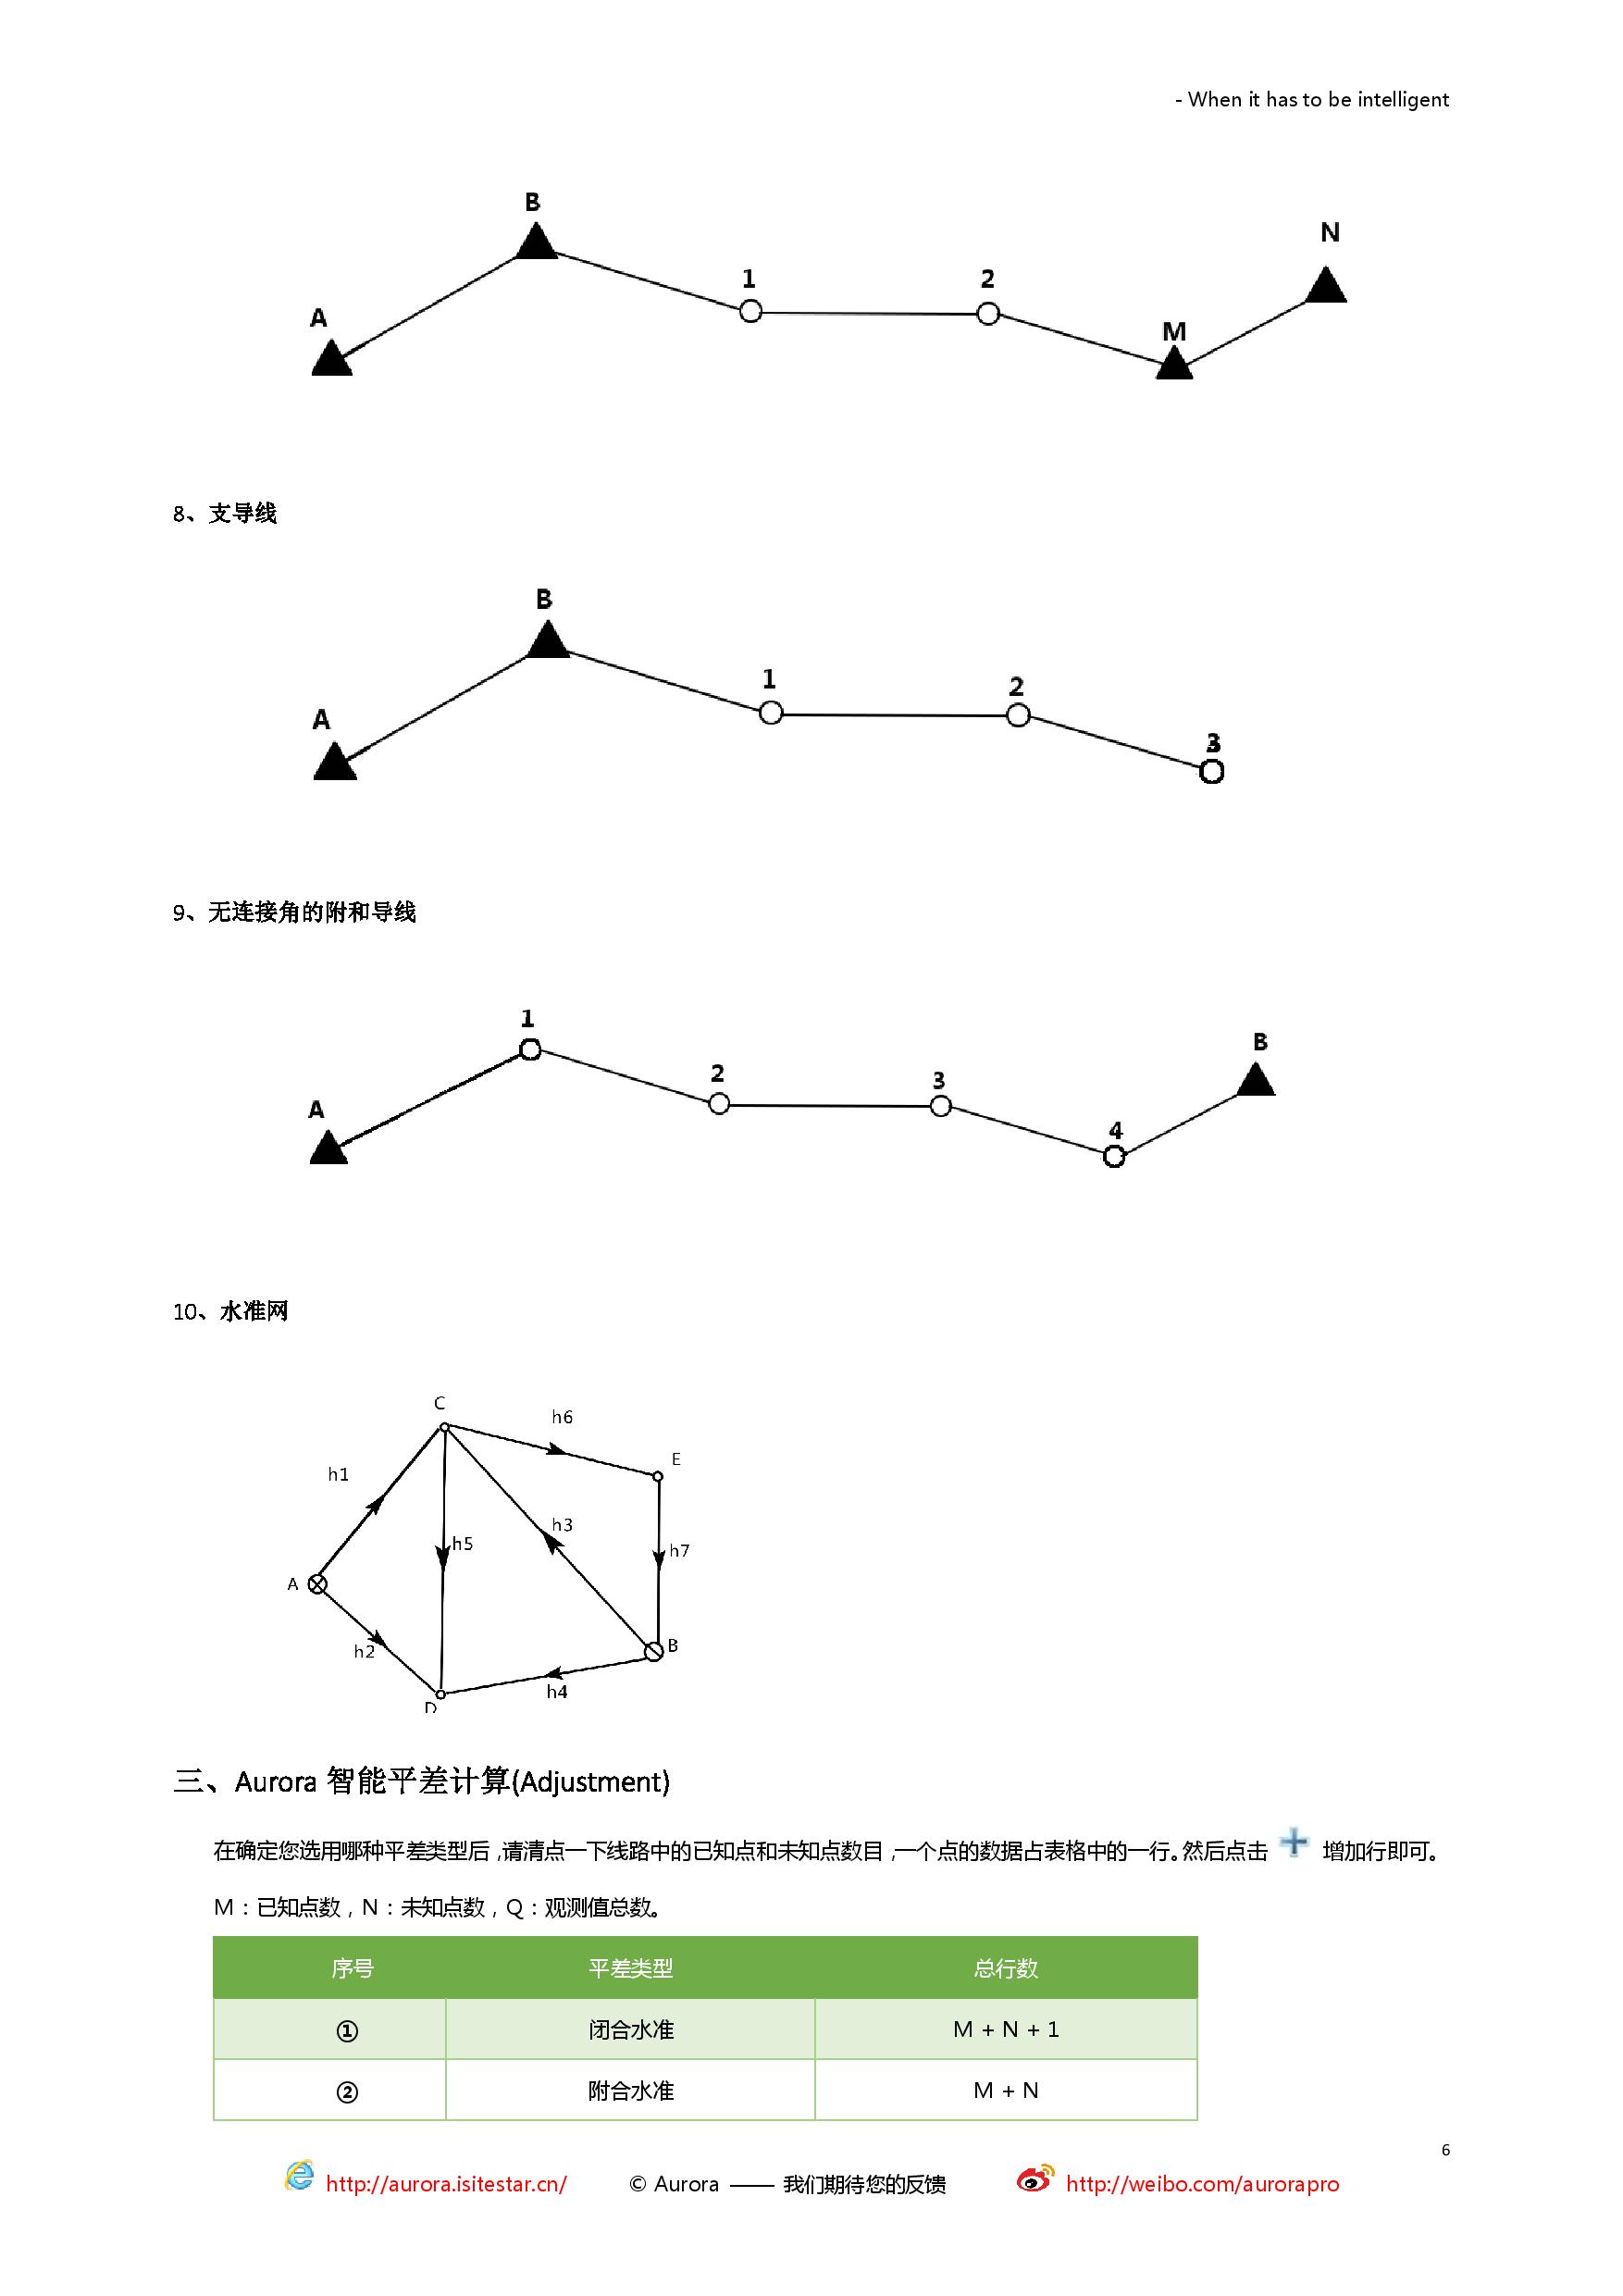 - When it has to be intelligent
B
N
1
2
A
M
8、支导线
B
1
2
A
3
9、无连接角的附和导线
1
B
2
3
A
4
10、水准网
C
h6
E
h1
h3
h5
h7
A
B
h2
h4
D
三、Aurora 智能平差计算(Adjustment)
在确定您选用哪种平差类型后，请清点一下线路中的已知点和未知点数目，一个点的数据占表格中的一行。然后点击 增加行即可。
M：已知点数，N：未知点数，Q：观测值总数。
序号 平差类型 总行数
① 闭合水准 M + N + 1
② 附合水准 M + N
6
http://aurora.isitestar.cn/ © Aurora —— 我们期待您的反馈 http://weibo.com/aurorapro